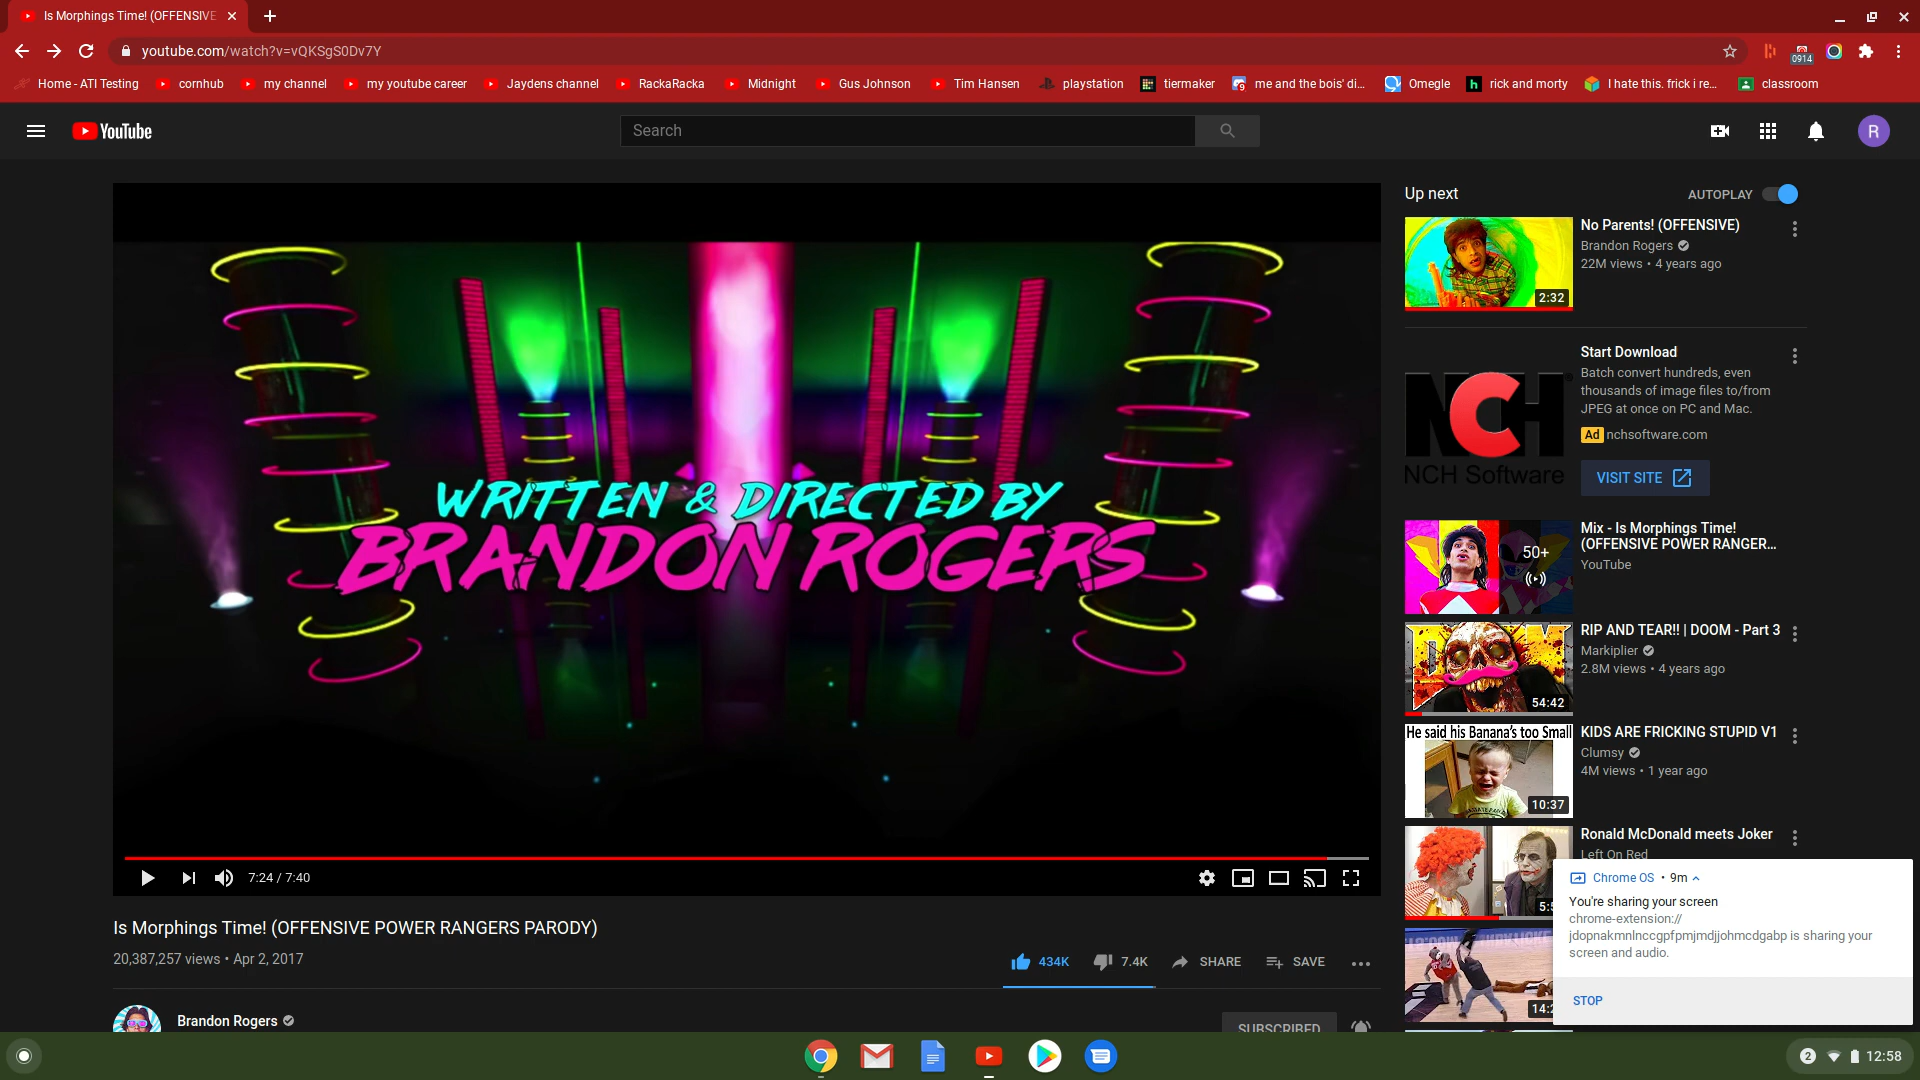 Is Morphings Time! (OFFENSIVE
youtube.com/watch?v=vQKSgS0Dv7Y
0914
Home - ATI Testing
cornhub
my channel
my youtube career
Jaydens channel
RackaRacka
Midnight
Gus Johnson
Tim Hansen
playstation
tiermaker
me and the bois' di...
Omegle
rick and morty
I hate this. frick i re...
classroom
YouTube
Search
R
WRITTEN & DIRECTED BY
BRANDON ROGERS
7:24 / 7:40
Is Morphings Time! (OFFENSIVE POWER RANGERS PARODY)
20,387,257 views • Apr 2, 2017
434K
7.4K
SHARE
SAVE
Brandon Rogers
SUBSCRIBED
Up next
AUTOPLAY
No Parents! (OFFENSIVE)
Brandon Rogers
22M views • 4 years ago
2:32
Start Download
Batch convert hundreds, even
thousands of image files to/from
JPEG at once on PC and Mac.
Ad nchsoftware.com
VISIT SITE
NCH
NCH Software
Mix - Is Morphings Time!
(OFFENSIVE POWER RANGER...
YouTube
50+
RIP AND TEAR!! | DOOM - Part 3
Markiplier
2.8M views • 4 years ago
54:42
He said his Banana's too Small
KIDS ARE FRICKING STUPID V1
Clumsy
4M views • 1 year ago
10:37
Ronald McDonald meets Joker
Left On Red
Chrome OS • 9m
You're sharing your screen
chrome-extension://
jdopnakmnlnccgpfpmjmdjjohmcdgabp is sharing your
screen and audio.
STOP
2
12:58